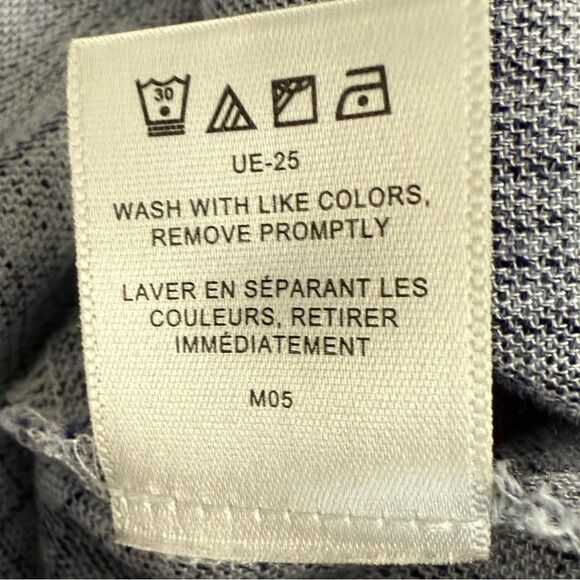 30
UE-25
WASH WITH LIKE COLORS,
REMOVE PROMPTLY
LAVER EN SÉPARANT LES
COULEURS, RETIRER
IMMÉDIATEMENT
M05